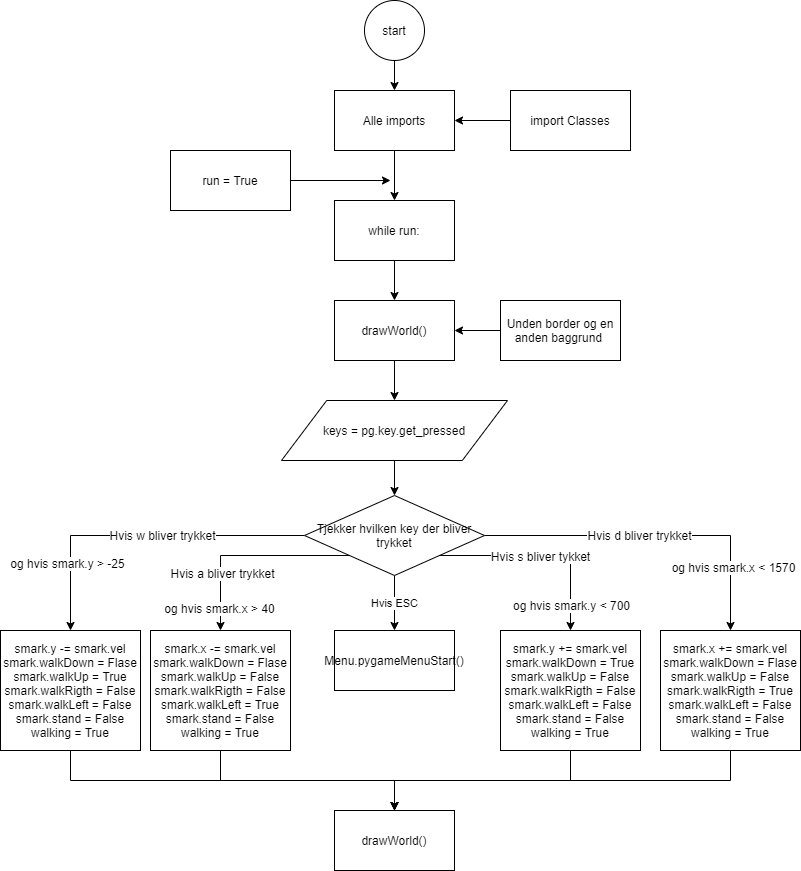 start
Alle imports
import Classes
run = True
while run:
drawWorld()
Unden border og en
anden baggrund
keys = pg.key.get_pressed
Tjekker hvilken key der bliver
trykket
Hvis w bliver trykket
og hvis smark.y > -25
Hvis a bliver trykket
og hvis smark.x > 40
Hvis ESC
Hvis s bliver tykket
og hvis smark.y < 700
Hvis d bliver trykket
og hvis smark.x < 1570
smark.y -= smark.vel
smark.walkDown = Flase
smark.walkUp = True
smark.walkRigth = False
smark.walkLeft = False
smark.stand = False
walking = True
smark.x -= smark.vel
smark.walkDown = Flase
smark.walkUp = False
smark.walkRigth = False
smark.walkLeft = True
smark.stand = False
walking = True
Menu.pygameMenuStart()
smark.y += smark.vel
smark.walkDown = True
smark.walkUp = False
smark.walkRigth = False
smark.walkLeft = False
smark.stand = False
walking = True
smark.x += smark.vel
smark.walkDown = Flase
smark.walkUp = False
smark.walkRigth = True
smark.walkLeft = False
smark.stand = False
walking = True
drawWorld()